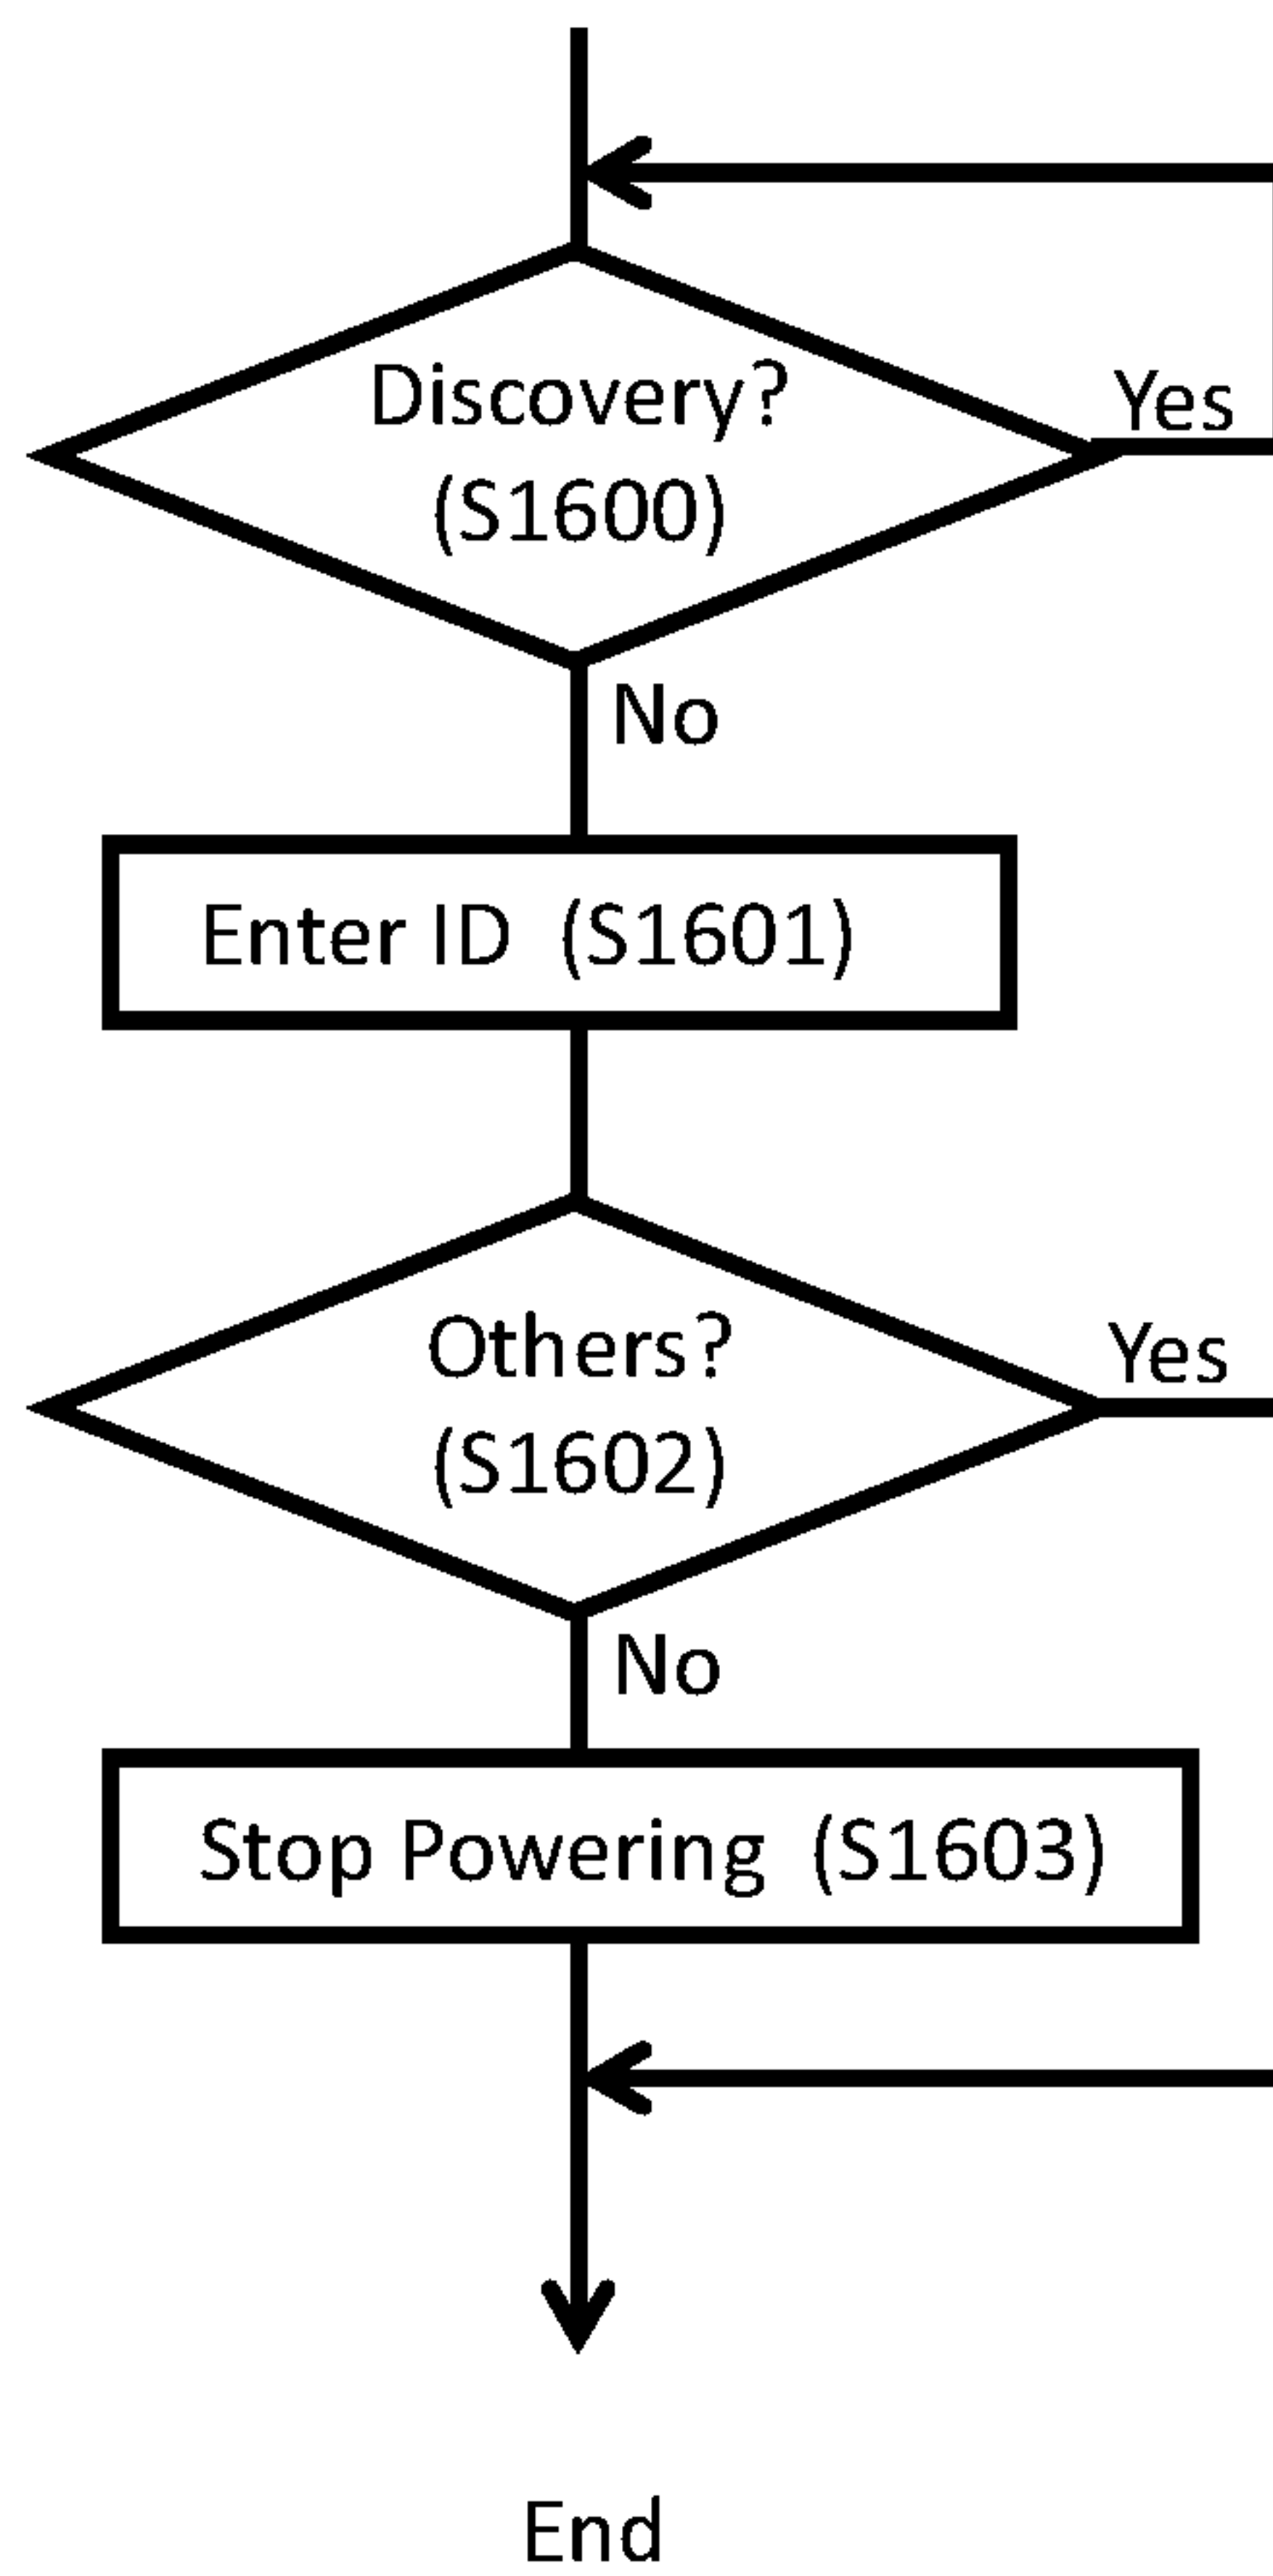 Discovery?
(S1600)
Yes
No
Enter ID (S1601)
Others?
(S1602)
Yes
No
Stop Powering (S1603)
End